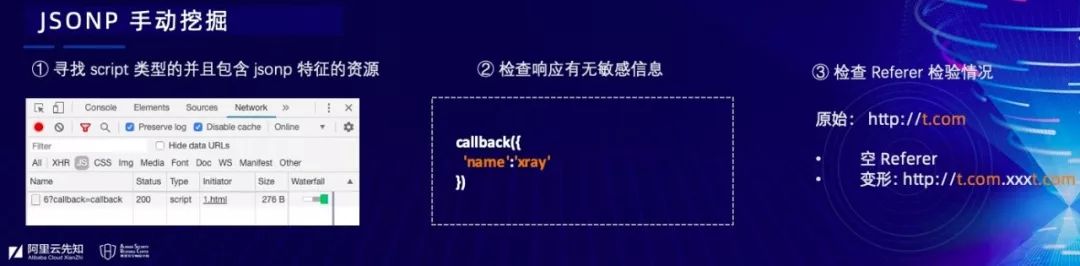 JSONP 手动挖掘
① 寻找 script 类型的并且包含 jsonp 特征的资源
Console Elements Sources Network »
Preserve log Disable cache Online
Filter Hide data URLs
All XHR JS CSS Img Media Font Doc WS Manifest Other
Name Status Type Initiator Size Waterfall
6?callback=callback 200 script 1.html 276 B
② 检查响应有无敏感信息
callback({
'name':'xray'
})
③ 检查 Referer 检验情况
原始： http://t.com
• 空 Referer
• 变形: http://t.com.xxxt.com
阿里云先知
Alibaba Cloud XianZhi